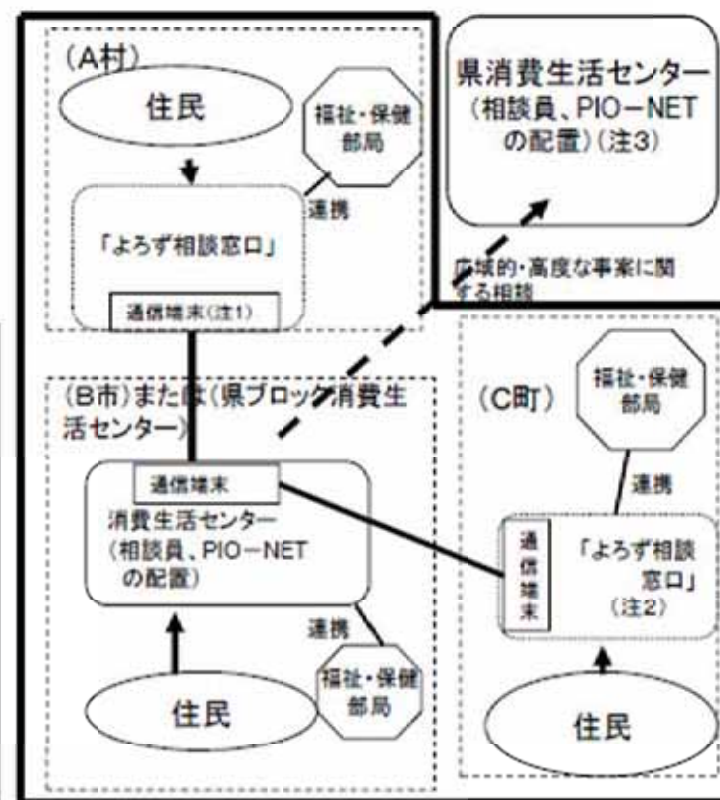 (A村)
住民
福祉・保健
部局
連携
「よろず相談窓口」
通信端末(注1)
県消費生活センター
(相談員、PIO-NET
の配置)(注3)
広域的・高度な事案に関
する相談
(B市)または(県ブロック消費生
活センター)
通信端末
消費生活センター
(相談員、PIO-NET
の配置)
連携
住民
福祉・保健
部局
(C町)
福祉・保健
部局
連携
通信端末
「よろず相談
窓口」
(注2)
住民